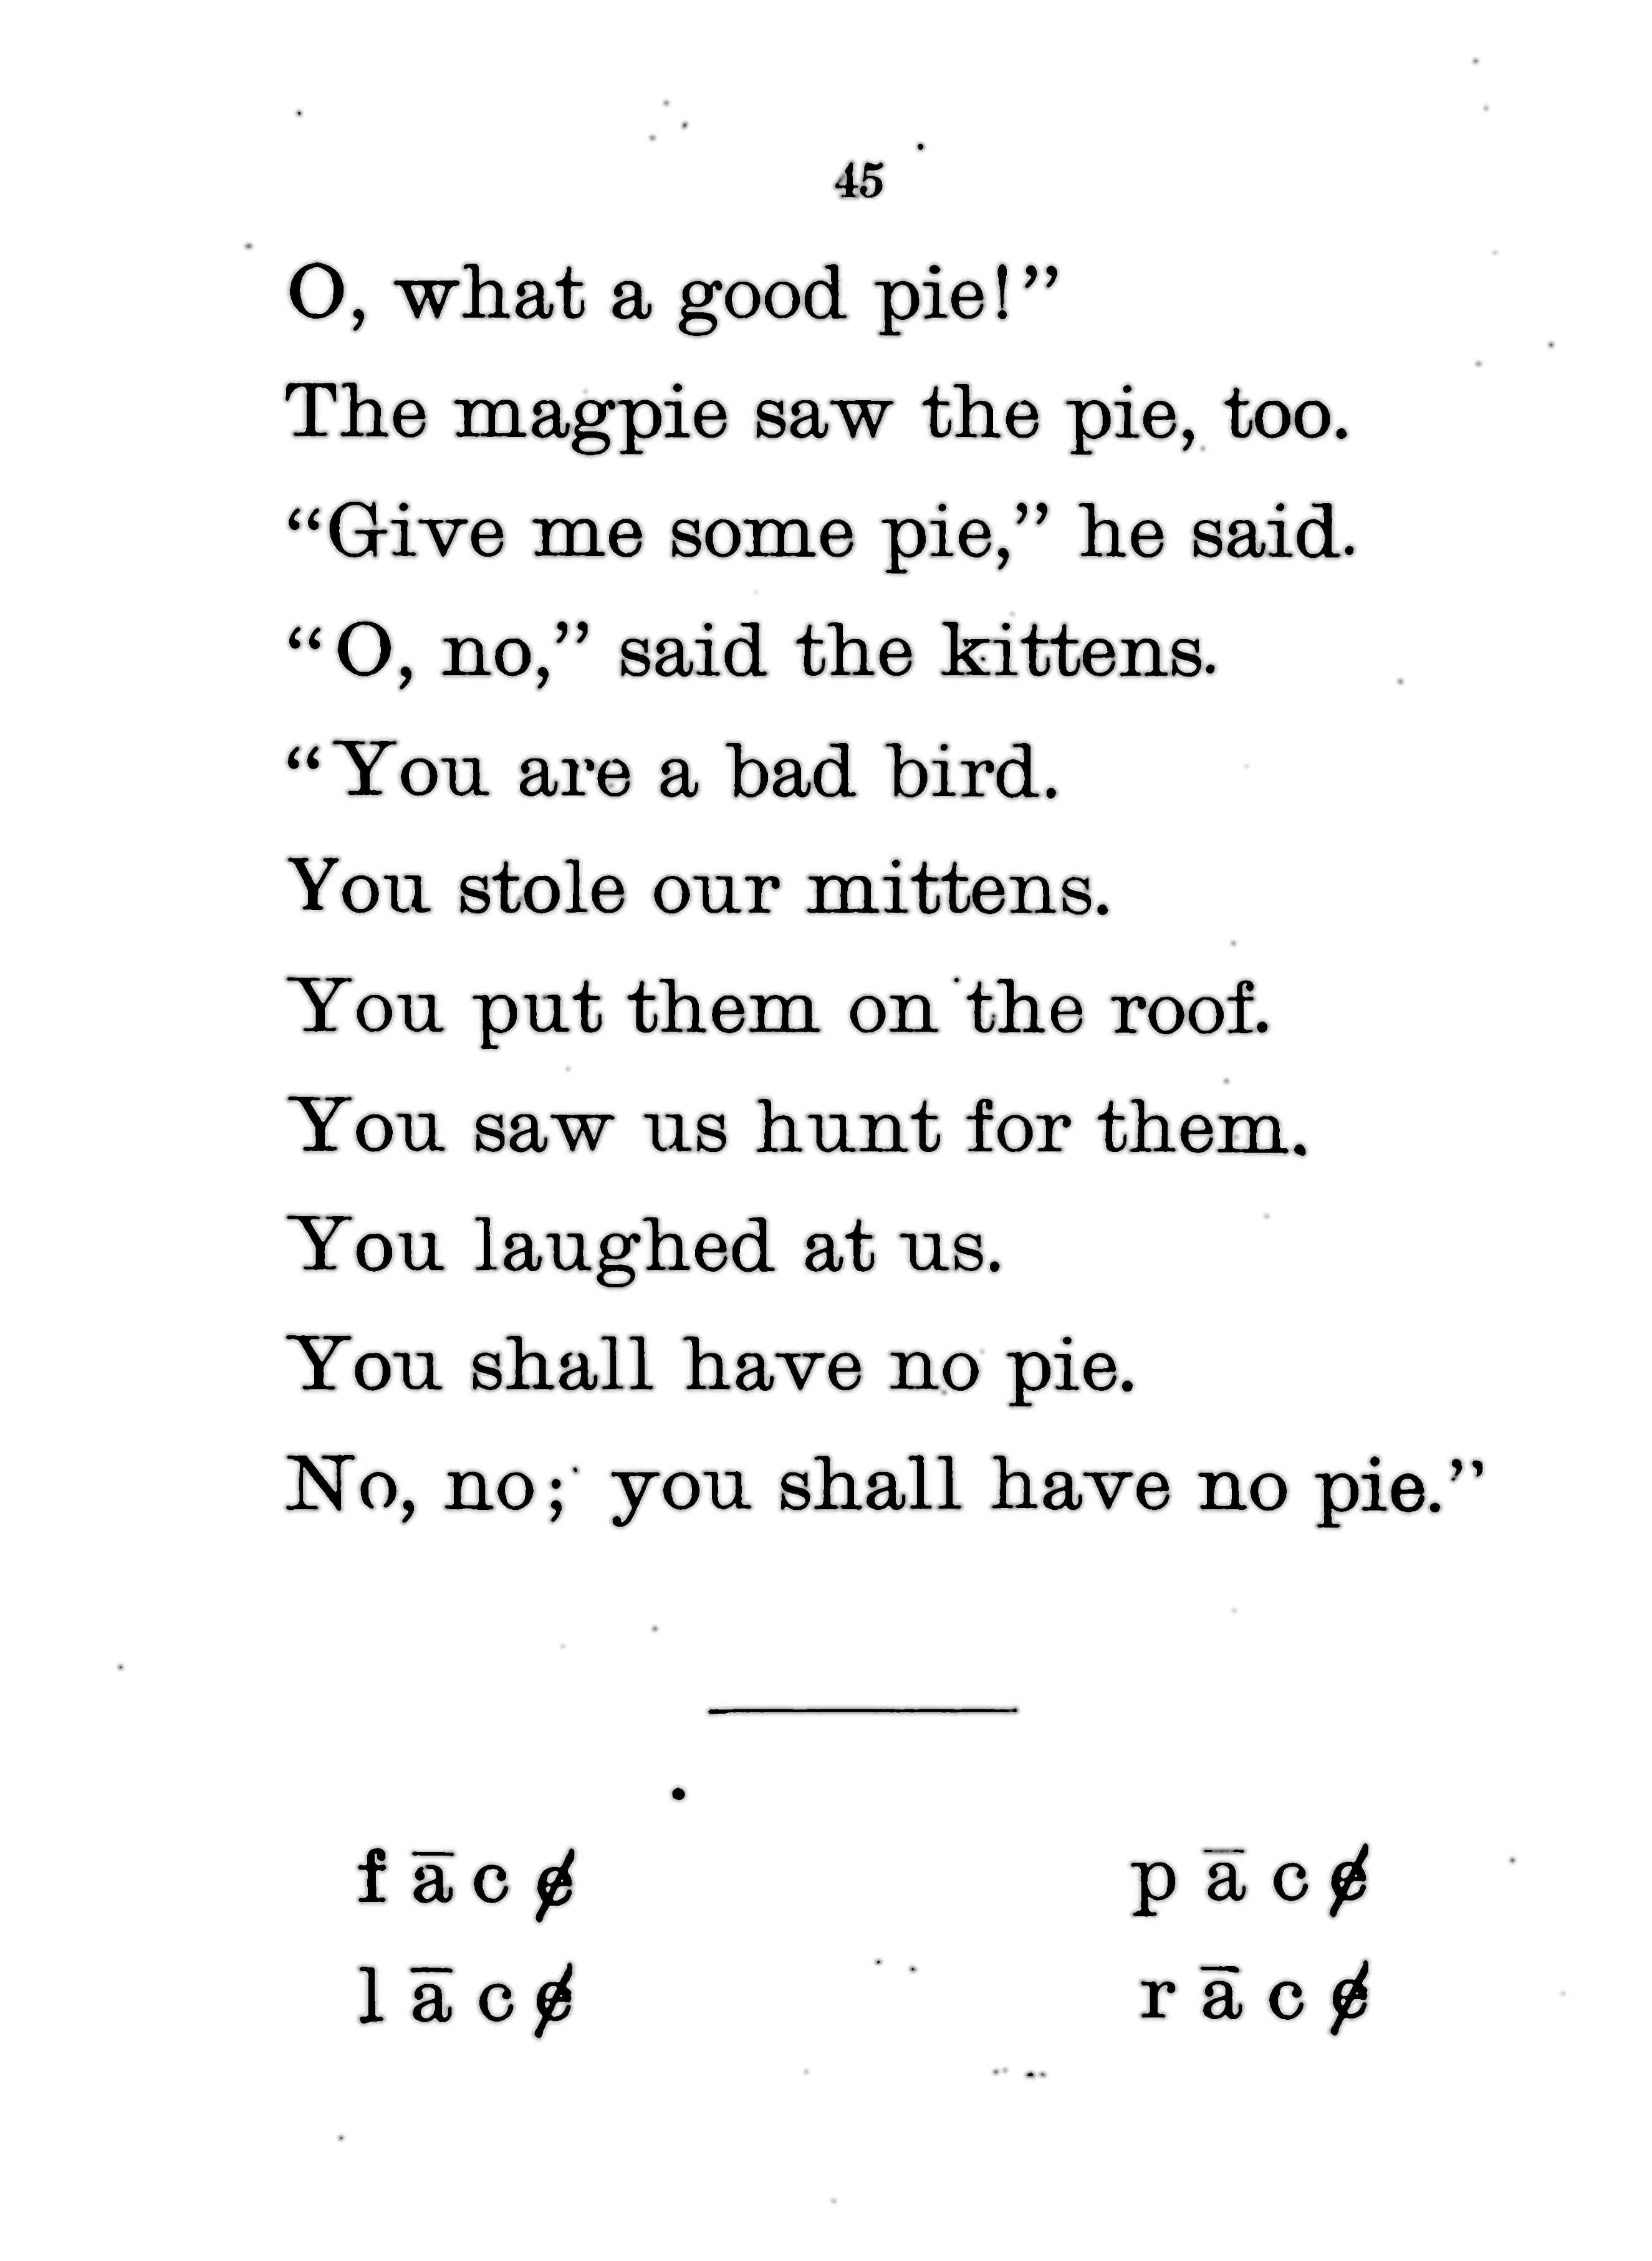 45
O, what a good pie!”
The magpie saw the pie, too.
“Give me some pie,” he said.
“O, no,” said the kittens.
“You are a bad bird.
You stole our mittens.
You put them on the roof.
You saw us hunt for them.
You laughed at us.
You shall have no pie.
No, no; you shall have no pie.”
f ā c e̸ p ā c e̸
l ā c e̸ r ā c e̸